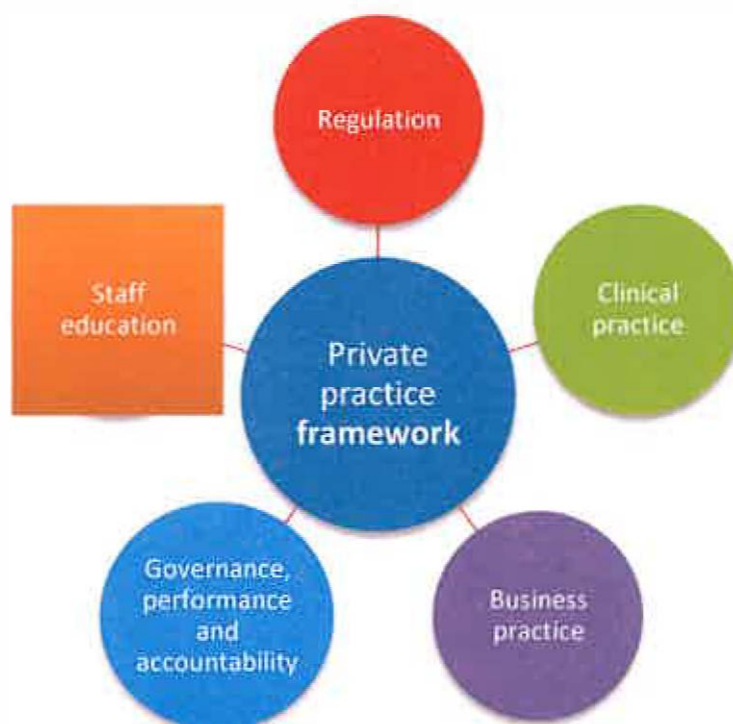 Regulation
Staff
education
Clinical
practice
Private
practice
framework
Governance,
performance
and
accountability
Business
practice